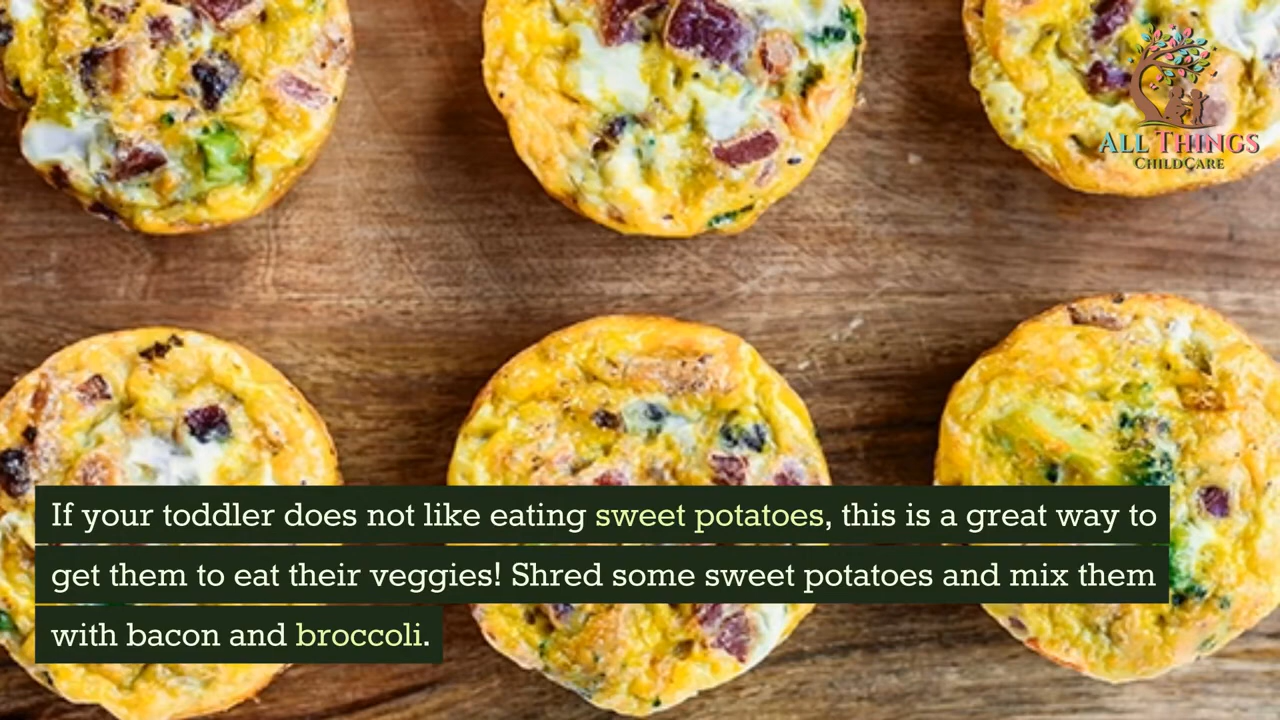 ALL THINGS
CHILDCARE
If your toddler does not like eating sweet potatoes, this is a great way to
get them to eat their veggies! Shred some sweet potatoes and mix them
with bacon and broccoli.